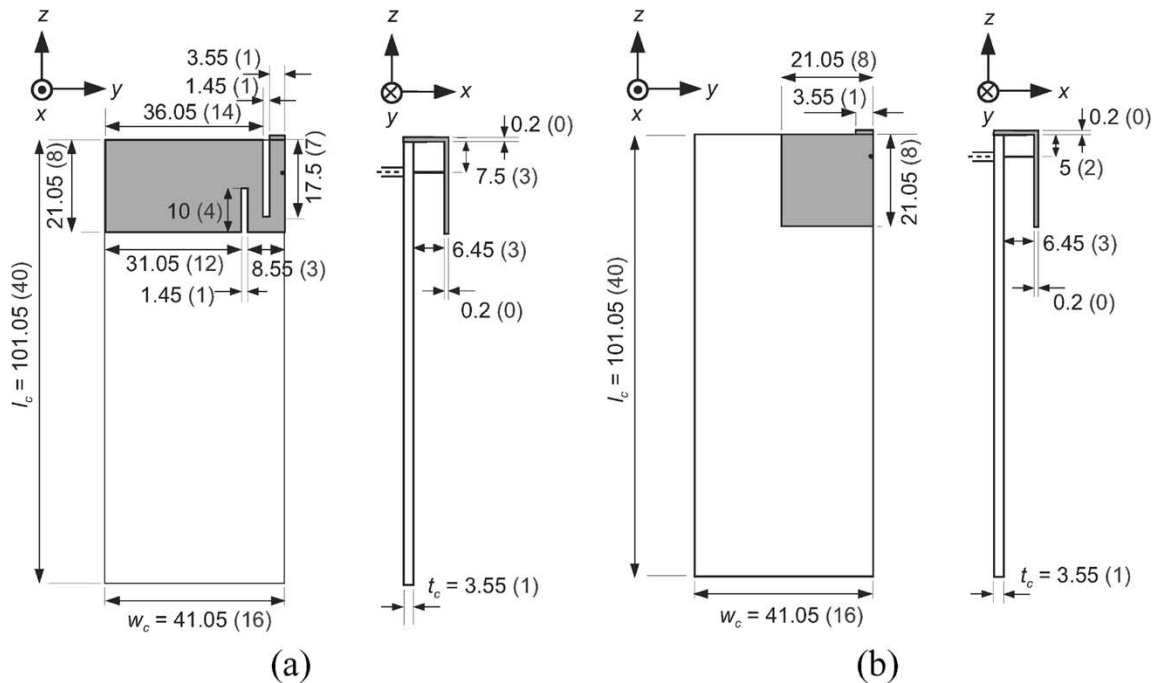 z
y
x
3.55 (1)
1.45 (1)
36.05 (14)
21.05 (8)
17.5 (7)
10 (4)
31.05 (12)
8.55 (3)
1.45 (1)
l_c = 101.05 (40)
w_c = 41.05 (16)
z
x
y
0.2 (0)
7.5 (3)
6.45 (3)
0.2 (0)
t_c = 3.55 (1)
(a)
z
y
x
21.05 (8)
3.55 (1)
21.05 (8)
l_c = 101.05 (40)
w_c = 41.05 (16)
z
x
y
0.2 (0)
5 (2)
6.45 (3)
0.2 (0)
t_c = 3.55 (1)
(b)